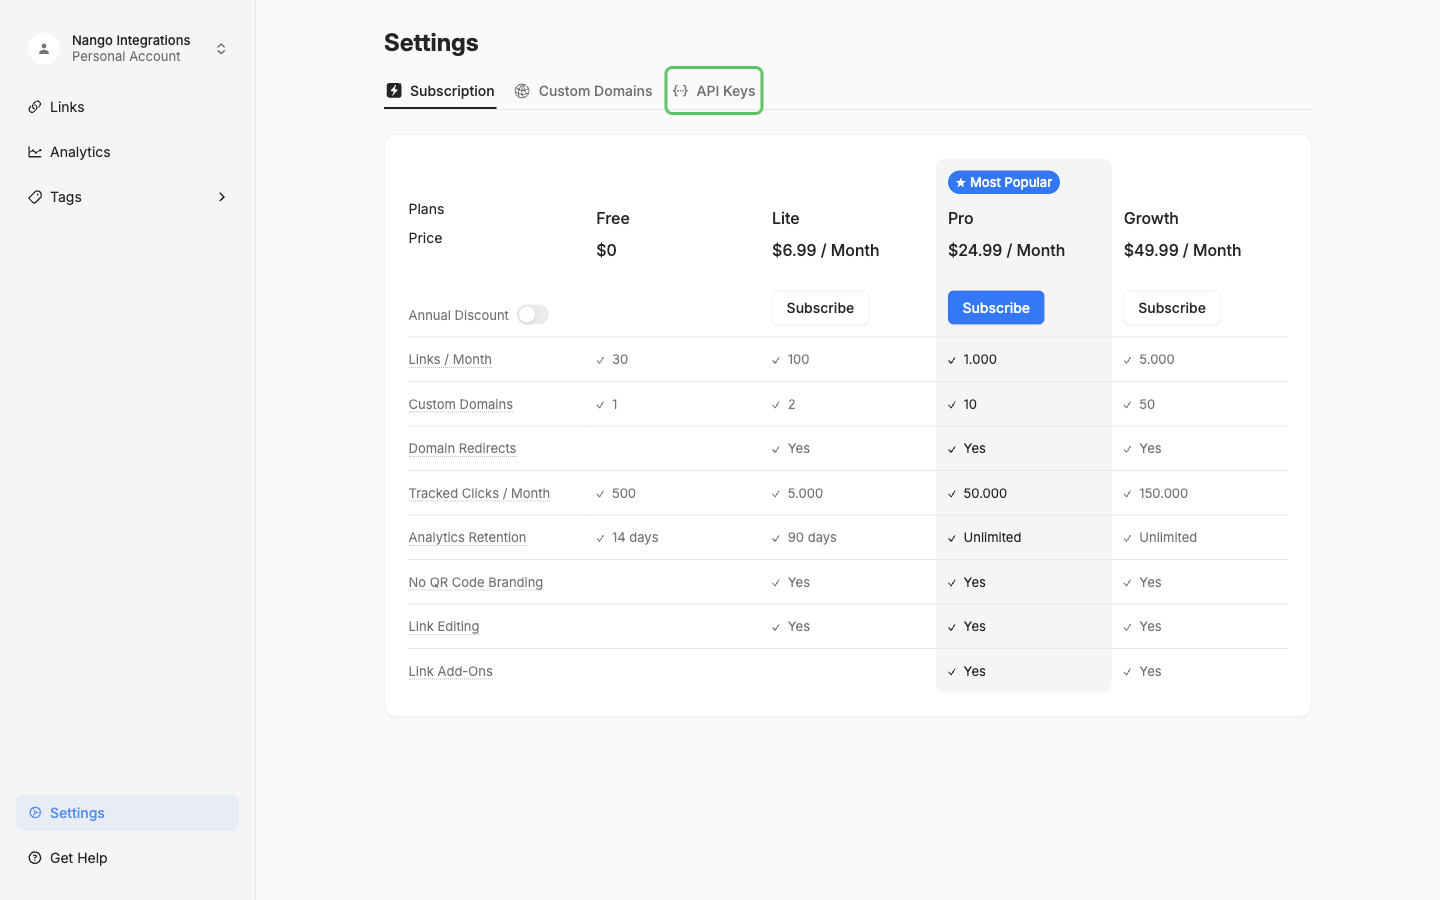 Nango Integrations
Personal Account
Links
Analytics
Tags
Settings
Get Help
Settings
Subscription
Custom Domains
API Keys
Most Popular
Plans
Free
Lite
Pro
Growth
Price
$0
$6.99 / Month
$24.99 / Month
$49.99 / Month
Annual Discount
Subscribe
Subscribe
Subscribe
Links / Month 30 100 1.000 5.000
Custom Domains 1 2 10 50
Domain Redirects Yes Yes Yes
Tracked Clicks / Month 500 5.000 50.000 150.000
Analytics Retention 14 days 90 days Unlimited Unlimited
No QR Code Branding Yes Yes Yes
Link Editing Yes Yes Yes
Link Add-Ons Yes Yes